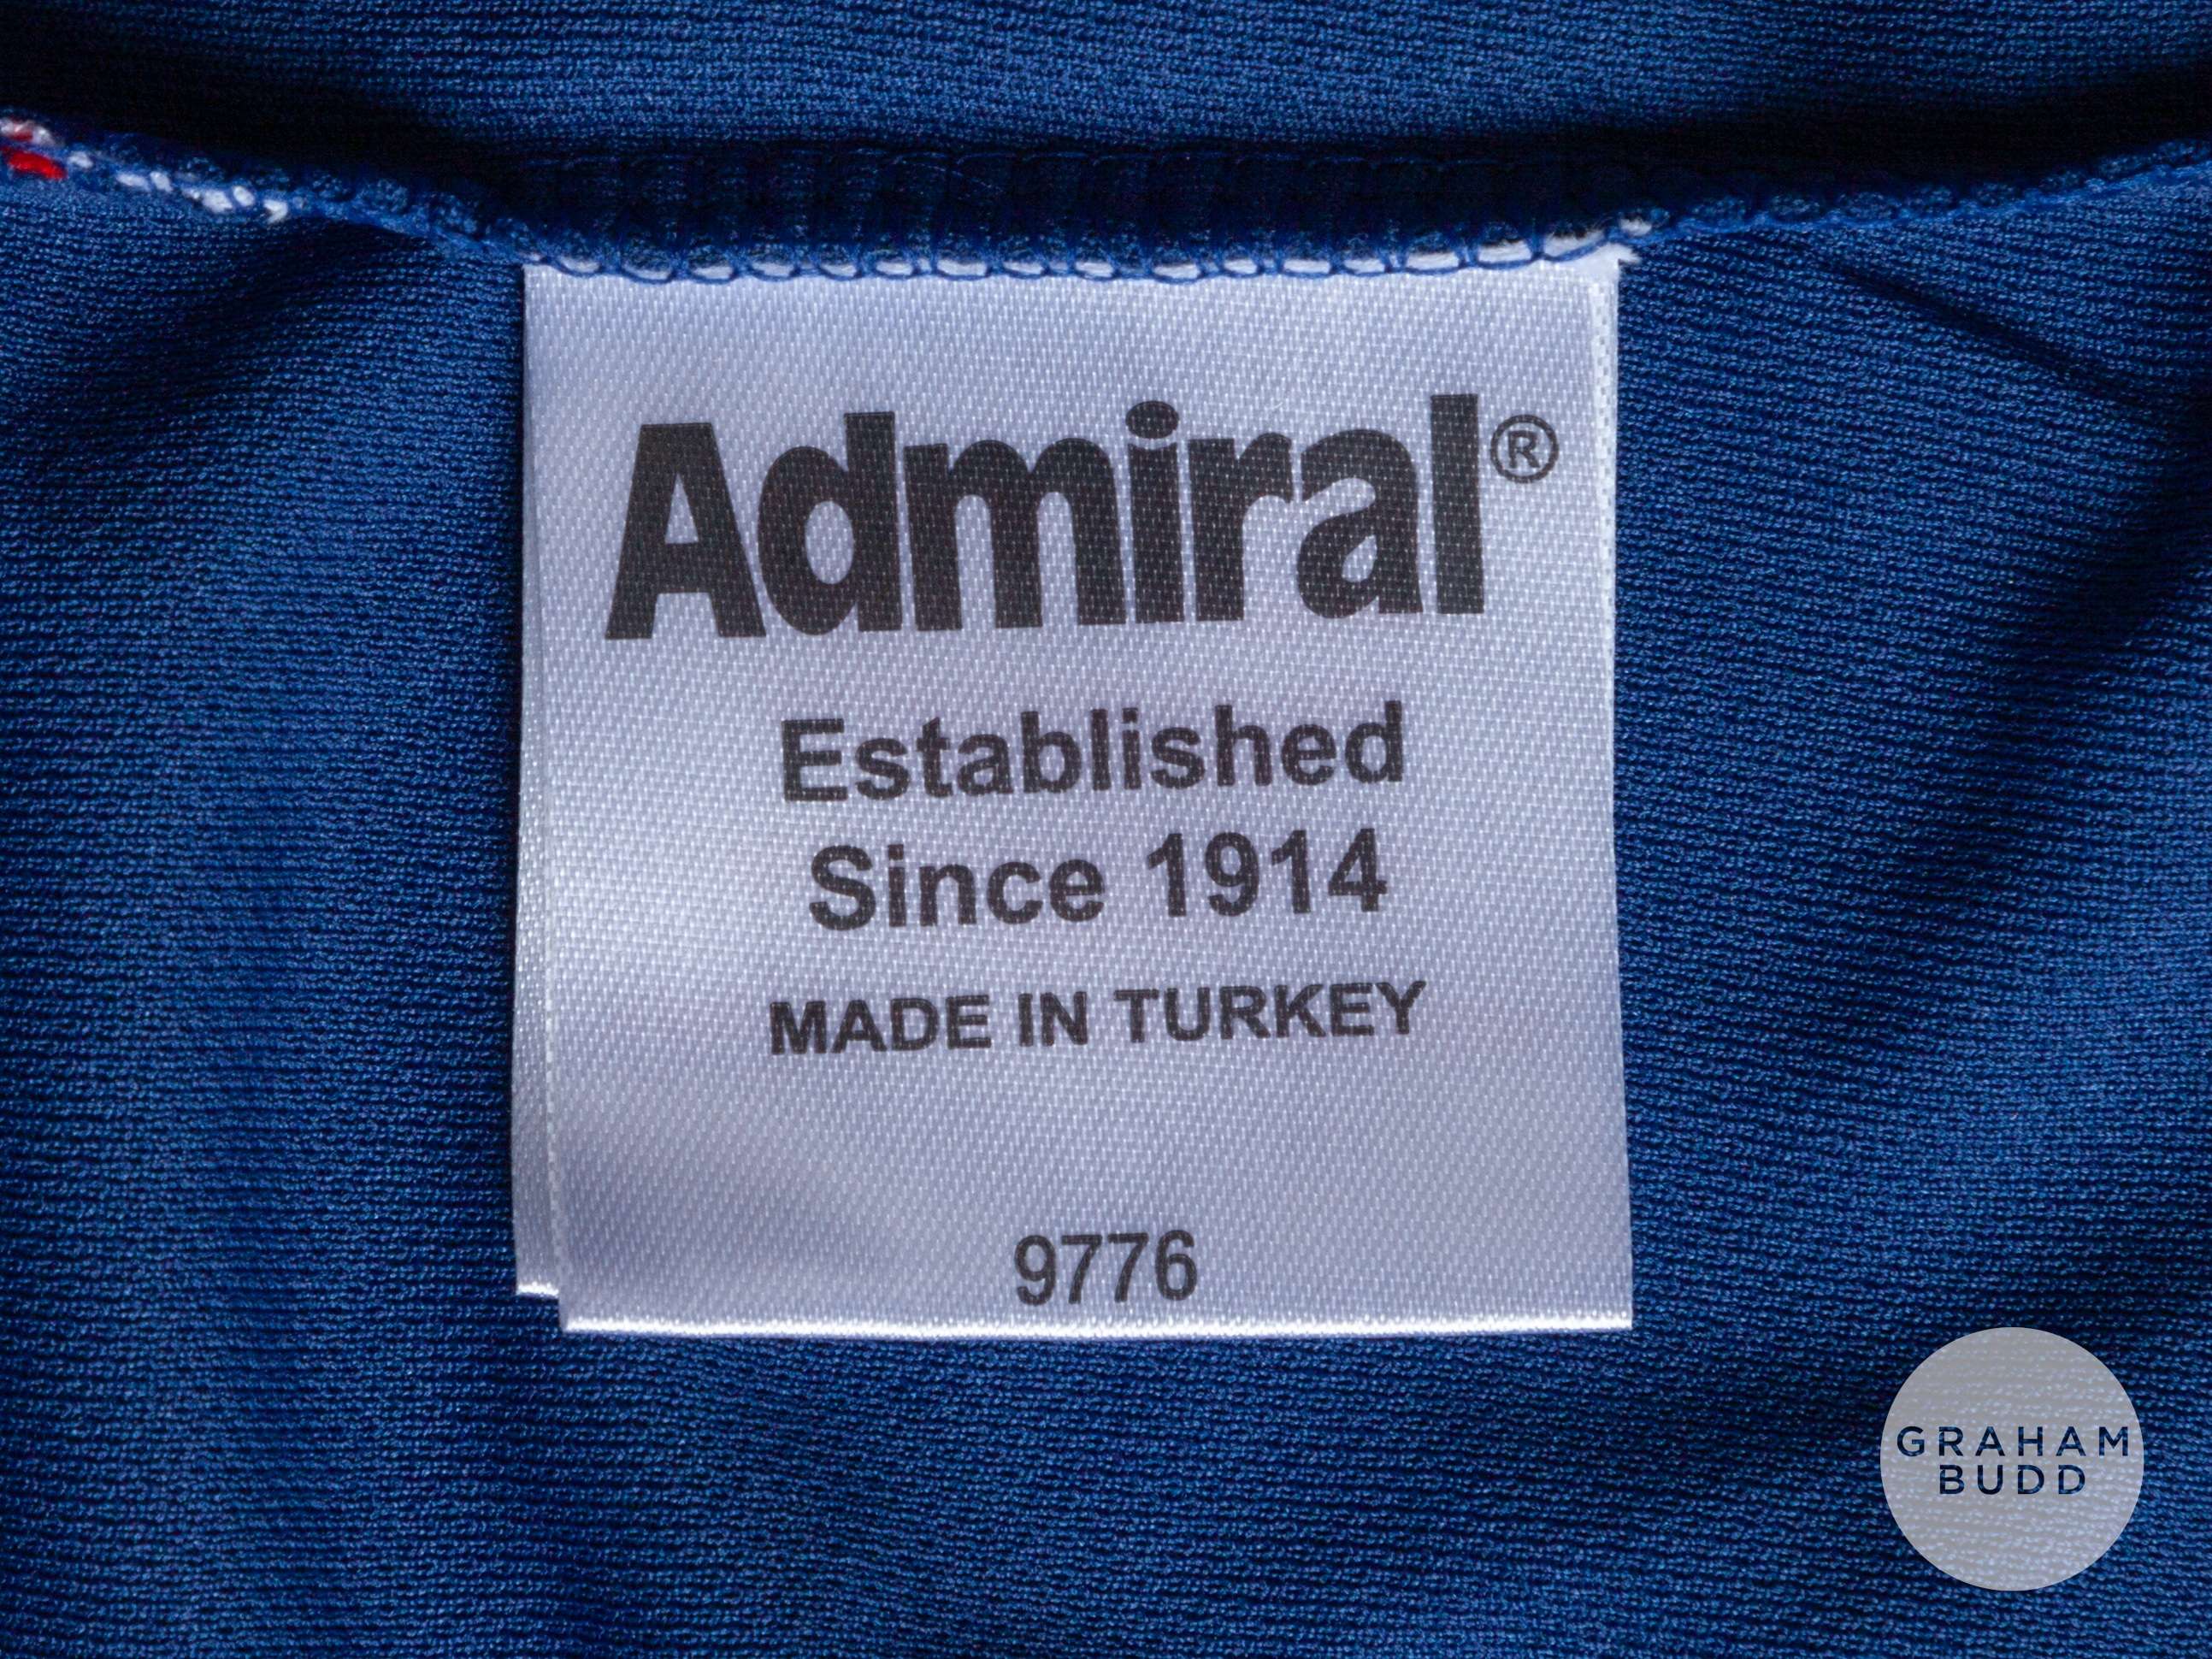 Admiral®
Established
Since 1914
MADE IN TURKEY
9776
GRAHAM
BUDD